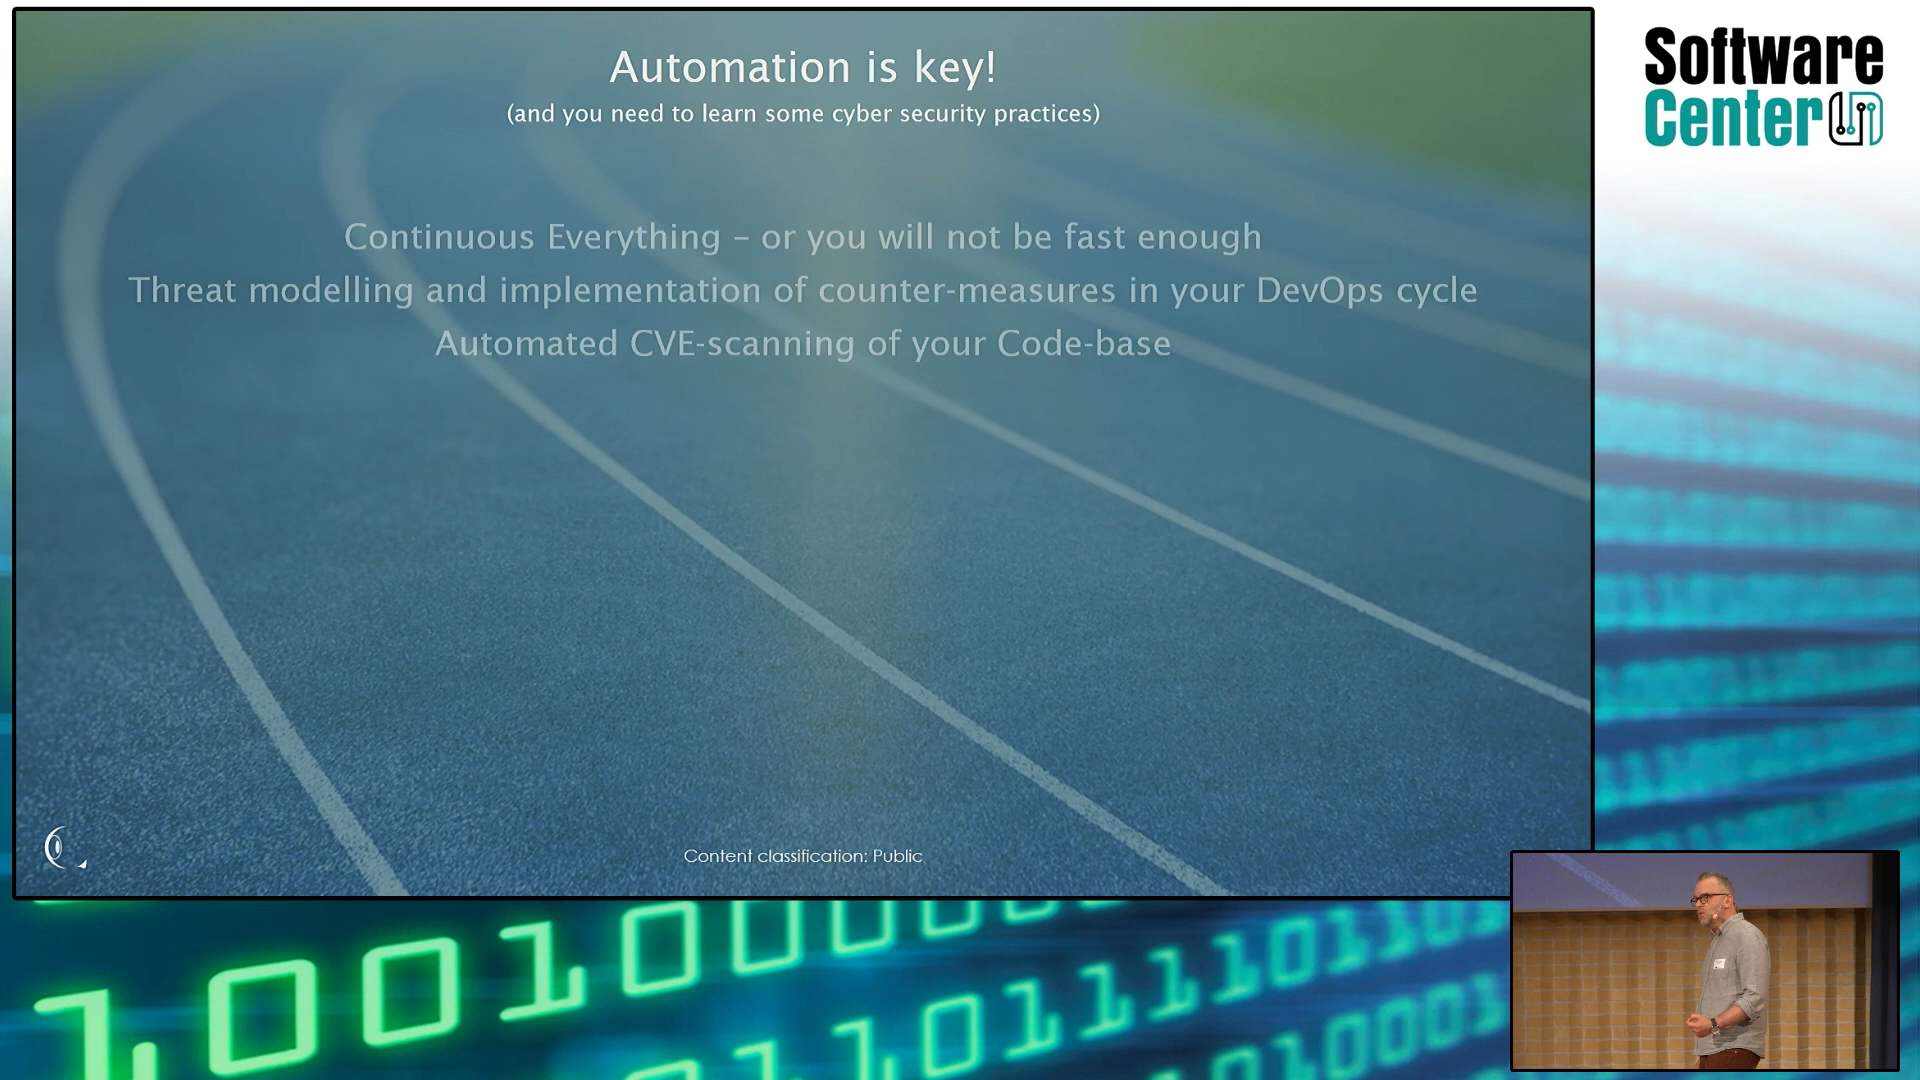 Automation is key!
(and you need to learn some cyber security practices)
Continuous Everything – or you will not be fast enough
Threat modelling and implementation of counter-measures in your DevOps cycle
Automated CVE-scanning of your Code-base
Content classification: Public
Software
Center